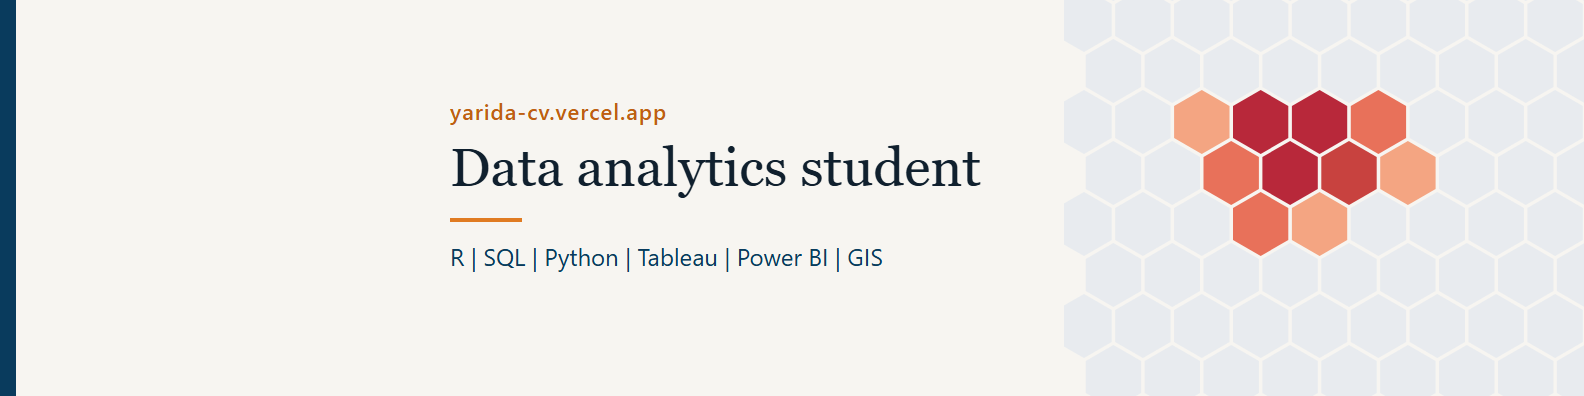 yarida-cv.vercel.app
Data analytics student
R | SQL | Python | Tableau | Power BI | GIS